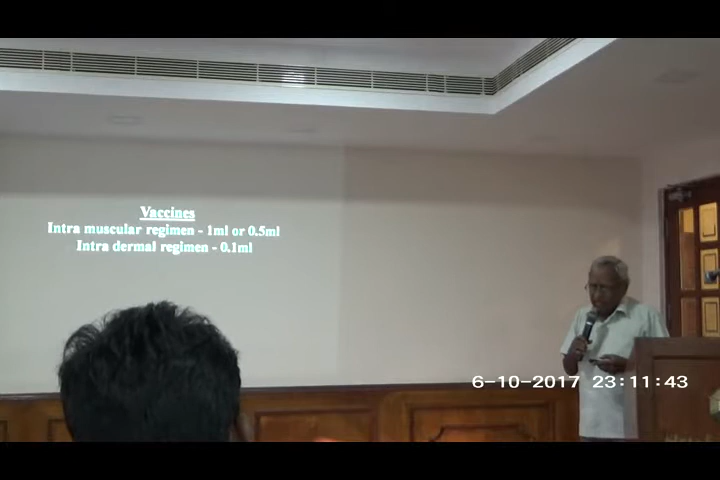 Vaccines
Intra muscular regimen - 1ml or 0.5ml
Intra dermal regimen - 0.1ml
6-10-2017 23:11:43